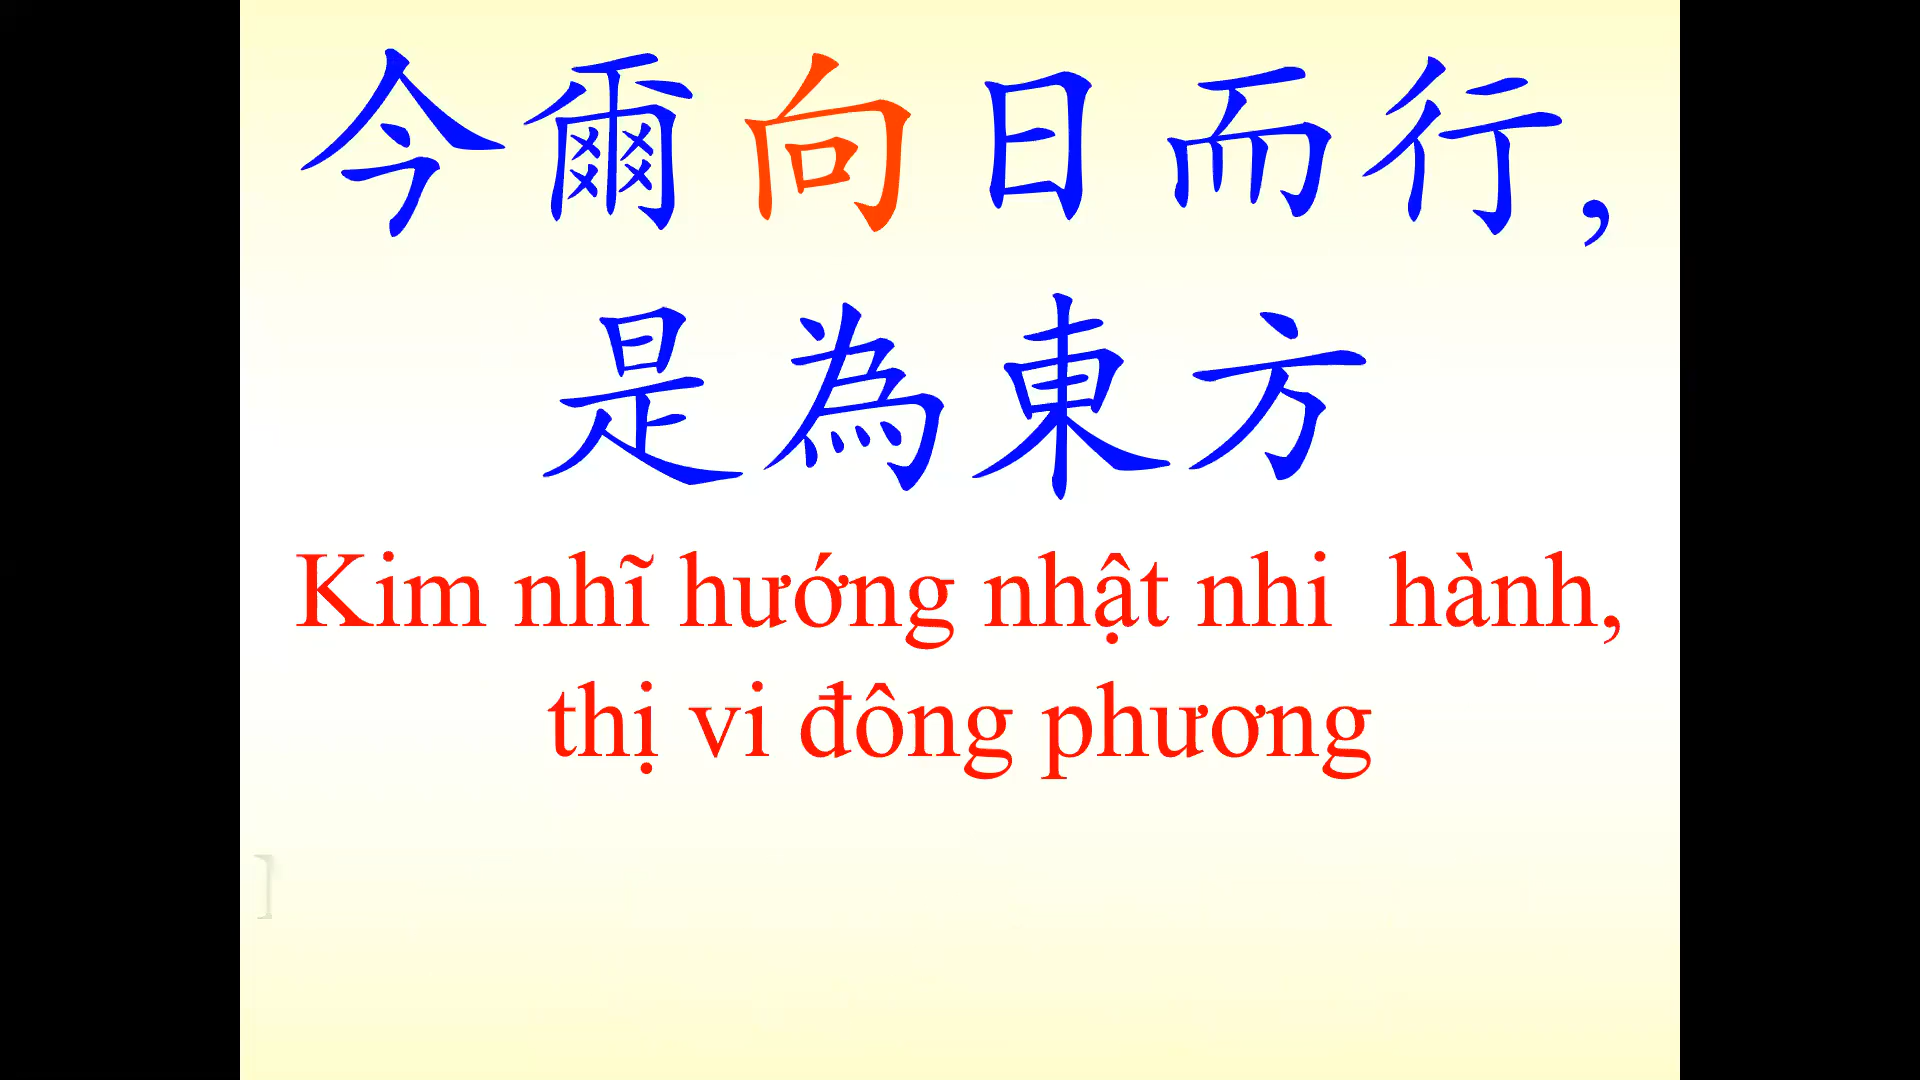 今爾向日而行,
是為東方
Kim nhĩ hướng nhật nhi hành,
thị vi đông phương
]